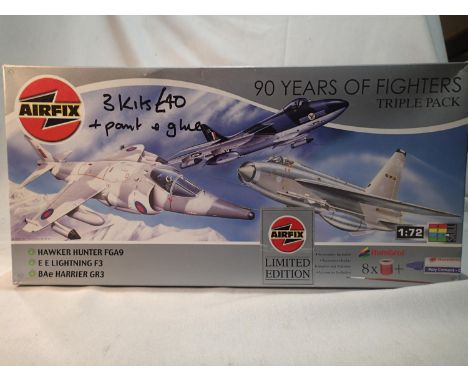 AIRFIX
3 Kits £40
+ paint + glue
90 YEARS OF FIGHTERS
TRIPLE PACK
1:72
AIRFIX
LIMITED
EDITION
HAWKER HUNTER FGA9
E E LIGHTNING F3
BAe HARRIER GR3
Humbrol
8x +